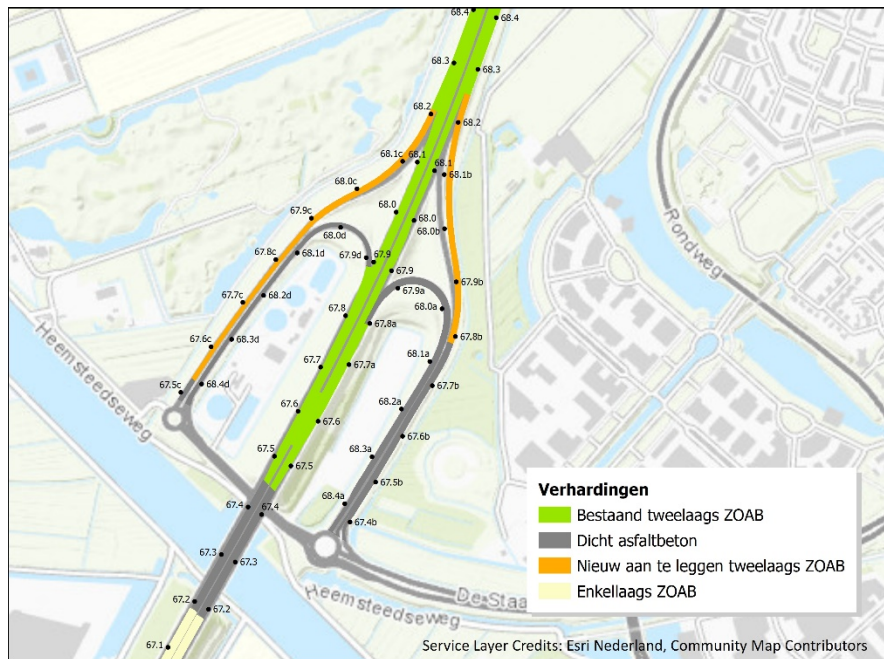 68.4
68.4
68.3
68.3
68.2
68.2
68.1c
68.1
68.1
68.1b
68.0c
67.9c
68.0
68.0
68.0b
68.0d
67.8c
68.1d
67.9d
67.9
67.9
67.9a
67.9b
67.7c
68.2d
68.0a
67.8
67.8a
67.8b
67.6c
68.3d
67.7
67.7a
68.1a
67.7b
67.5c
68.4d
67.6
67.6
68.2a
67.6b
67.5
67.5
68.3a
67.5b
67.4
67.4
68.4a
67.4b
67.3
67.3
67.2
67.2
67.1
Rondweg
Heemsteedseweg
Heemsteedseweg
De Staa
Verhardingen
Bestaand tweelaags ZOAB
Dicht asfaltbeton
Nieuw aan te leggen tweelaags ZOAB
Enkellaags ZOAB
Service Layer Credits: Esri Nederland, Community Map Contributors